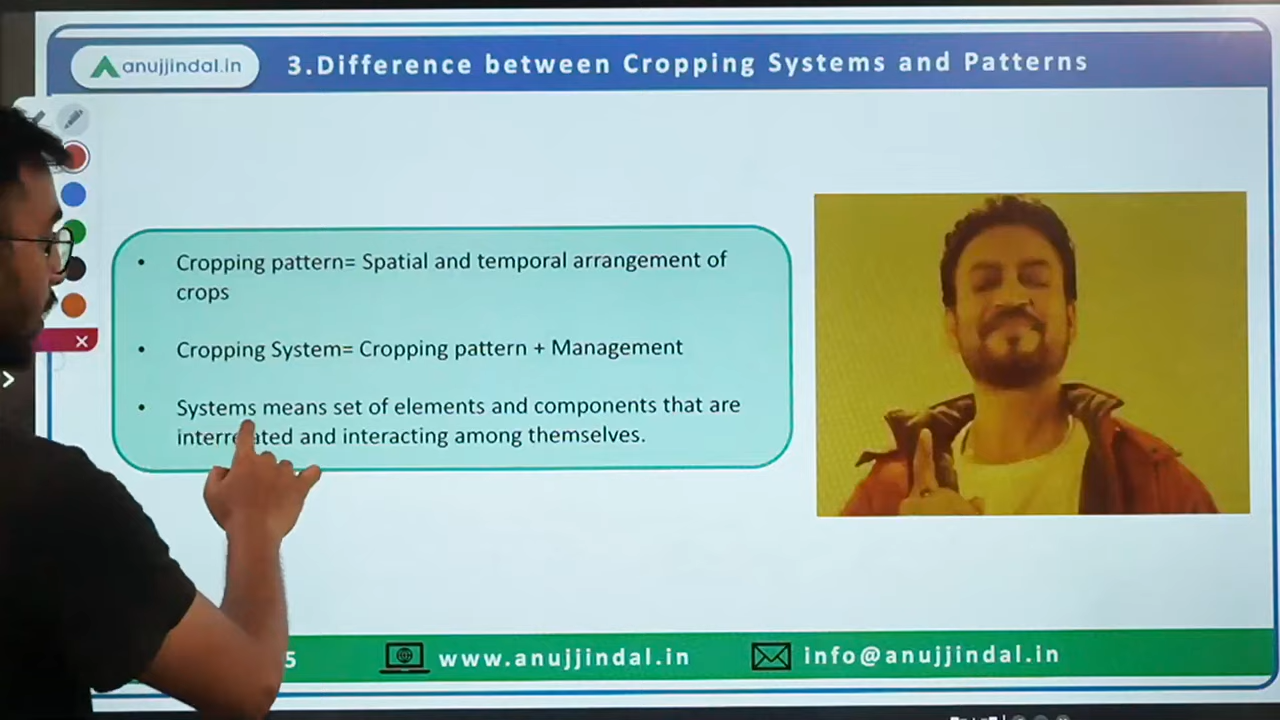 anujjindal.in
3.Difference between Cropping Systems and Patterns
• Cropping pattern= Spatial and temporal arrangement of
crops
• Cropping System= Cropping pattern + Management
• Systems means set of elements and components that are
interrelated and interacting among themselves.
5
www.anujjindal.in
info@anujjindal.in